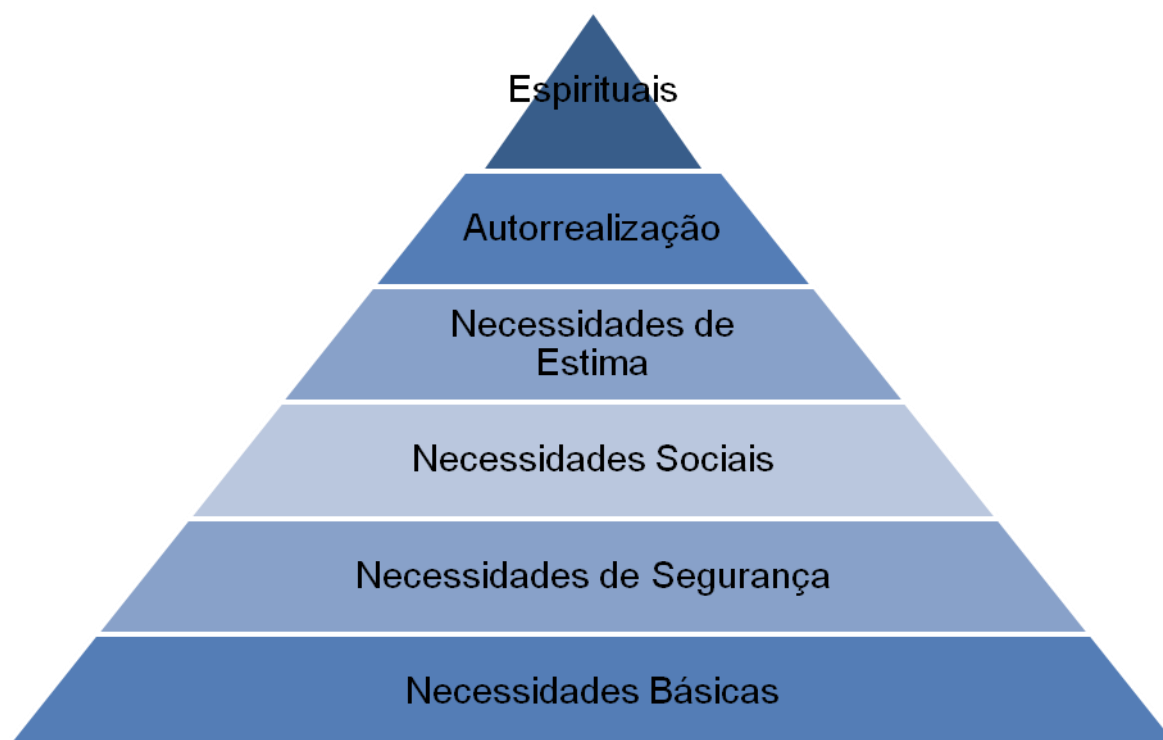 Espirituais
Autorrealização
Necessidades de
Estima
Necessidades Sociais
Necessidades de Segurança
Necessidades Básicas